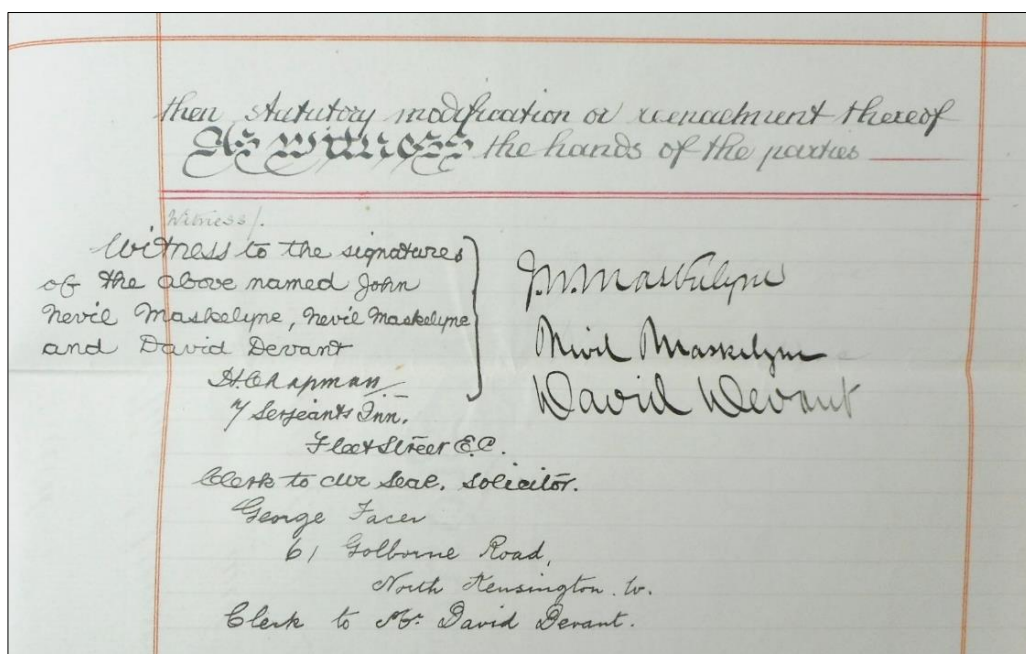 then statutory modification or reenactment thereof
As Witness the hands of the parties
Witness/.
Witness to the signatures
of the above named John
Nevil Maskelyne, Nevil Maskelyne
and David Devant
J.N. Maskelyne
Nevil Maskelyne
David Devant
H. Chapman
7 Serjeants Inn.
Fleet Street E.C.
Clerk to Mr Seal, Solicitor.
George Facer
61 Golborne Road,
North Kensington. W.
Clerk to Mr. David Devant.